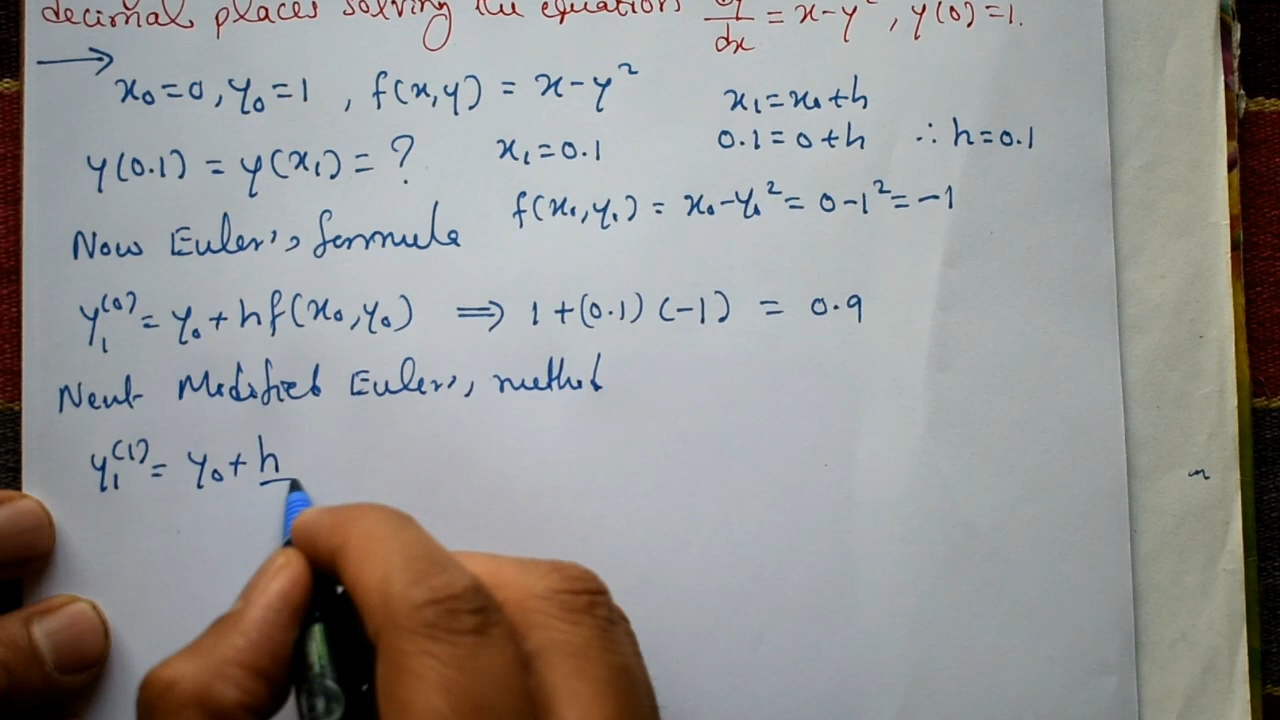 decimal places solving the equation dy/dx = x-y², y(0)=1.
x₀=0, y₀=1 , f(x,y) = x-y²
x₁=x₀+h
y(0.1) = y(x₁) = ? x₁=0.1
0.1=0+h ∴ h=0.1
f(x₀,y₀) = x₀-y₀² = 0-1² = -1
Now Euler's formula
y₁⁽⁰⁾ = y₀+hf(x₀,y₀) ⟹ 1+(0.1)(-1) = 0.9
Next Modified Euler's method
y₁⁽¹⁾ = y₀+h